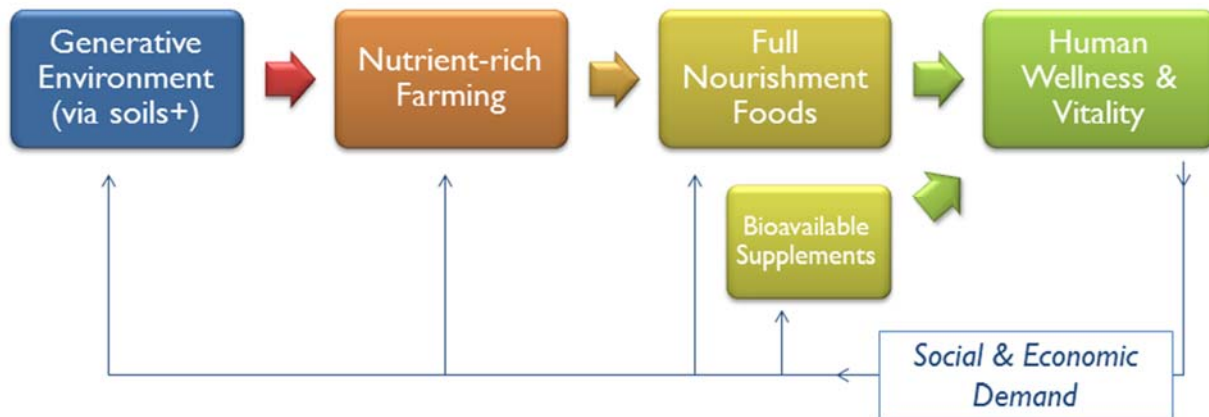 Generative
Environment
(via soils+)
Nutrient-rich
Farming
Full
Nourishment
Foods
Human
Wellness &
Vitality
Bioavailable
Supplements
Social & Economic
Demand